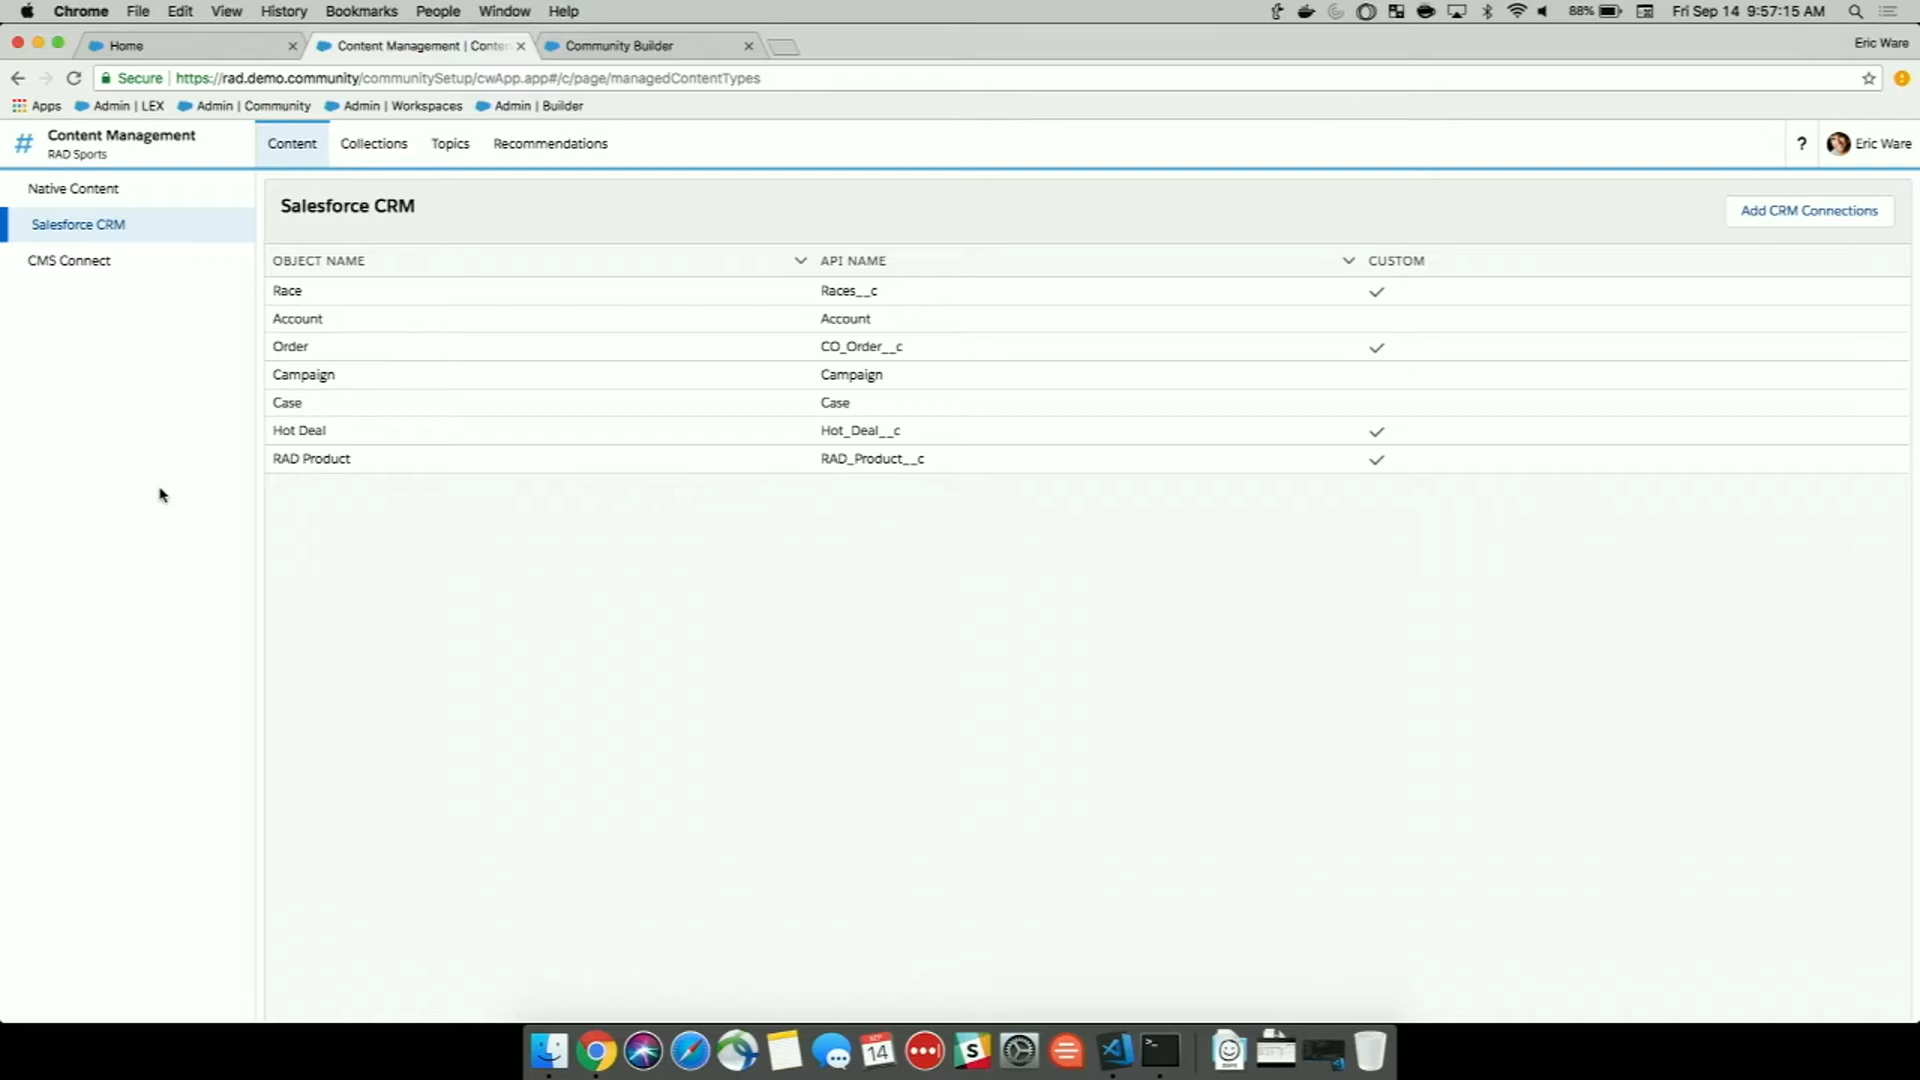 Chrome File Edit View History Bookmarks People Window Help
88% Fri Sep 14 9:57:15 AM
Home
Content Management | Conte
Community Builder
Eric Ware
Secure | https://rad.demo.community/communitySetup/cwApp.app#/c/page/managedContentTypes
Apps Admin | LEX Admin | Community Admin | Workspaces Admin | Builder
Content Management
RAD Sports
Content Collections Topics Recommendations
? Eric Ware
Native Content
Salesforce CRM
CMS Connect
Salesforce CRM
Add CRM Connections
OBJECT NAME API NAME CUSTOM
Race Races__c
Account Account
Order CO_Order__c
Campaign Campaign
Case Case
Hot Deal Hot_Deal__c
RAD Product RAD_Product__c
SEP
14
S
>_